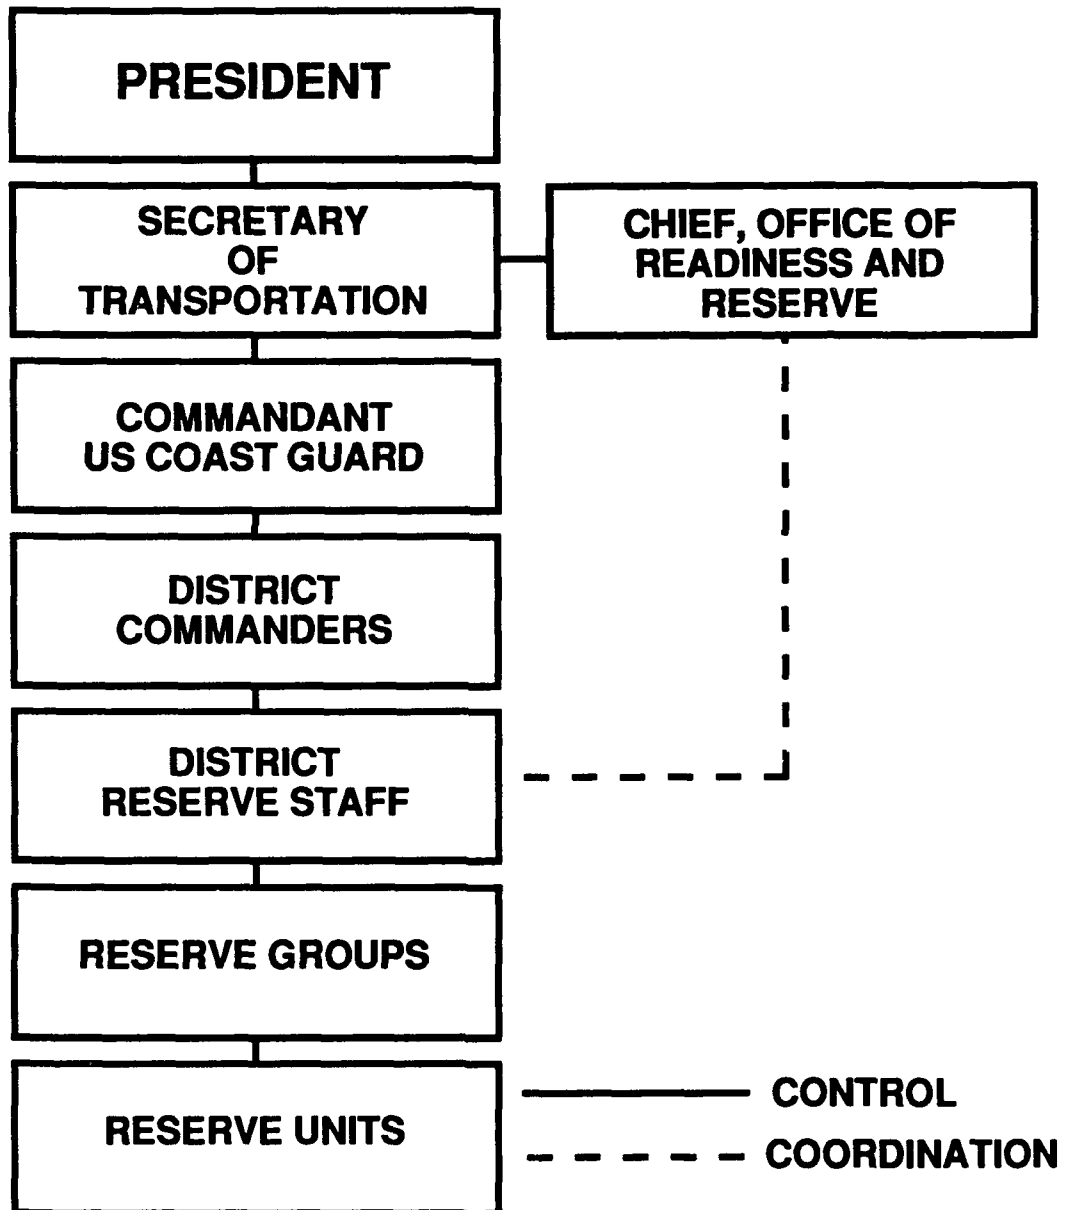 PRESIDENT
SECRETARY
OF
TRANSPORTATION
CHIEF, OFFICE OF
READINESS AND
RESERVE
COMMANDANT
US COAST GUARD
DISTRICT
COMMANDERS
DISTRICT
RESERVE STAFF
RESERVE GROUPS
RESERVE UNITS
CONTROL
COORDINATION